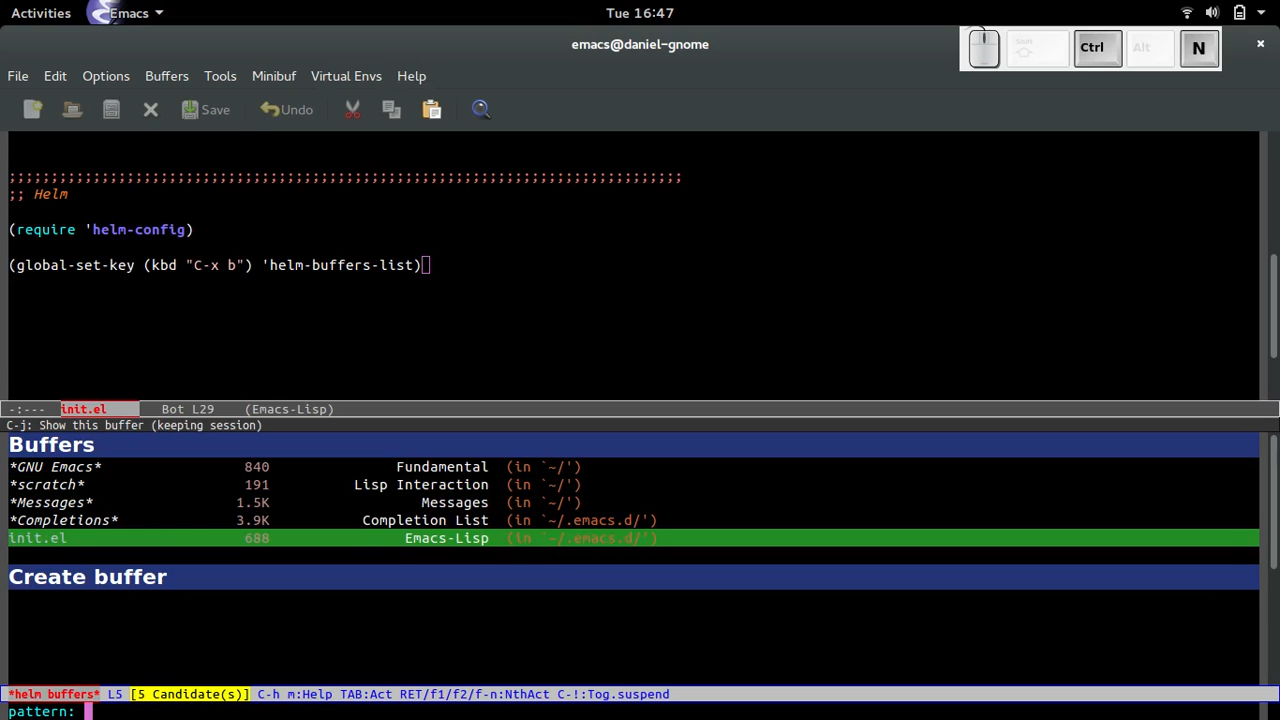 Activities Emacs Tue 16:47
emacs@daniel-gnome
Shift Ctrl Alt N
File Edit Options Buffers Tools Minibuf Virtual Envs Help
Save Undo
;;;;;;;;;;;;;;;;;;;;;;;;;;;;;;;;;;;;;;;;;;;;;;;;;;;;;;;;;;;;;;;;;;;;;;;;;;;;;;;;
;; Helm
(require 'helm-config)
(global-set-key (kbd "C-x b") 'helm-buffers-list)
-:--- init.el Bot L29 (Emacs-Lisp)
C-j: Show this buffer (keeping session)
Buffers
*GNU Emacs* 840 Fundamental (in `~/')
*scratch* 191 Lisp Interaction (in `~/')
*Messages* 1.5K Messages (in `~/')
*Completions* 3.9K Completion List (in `~/.emacs.d/')
init.el 688 Emacs-Lisp (in `~/.emacs.d/')
Create buffer
*helm buffers* L5 [5 Candidate(s)] C-h m:Help TAB:Act RET/f1/f2/f-n:NthAct C-!:Tog.suspend
pattern: